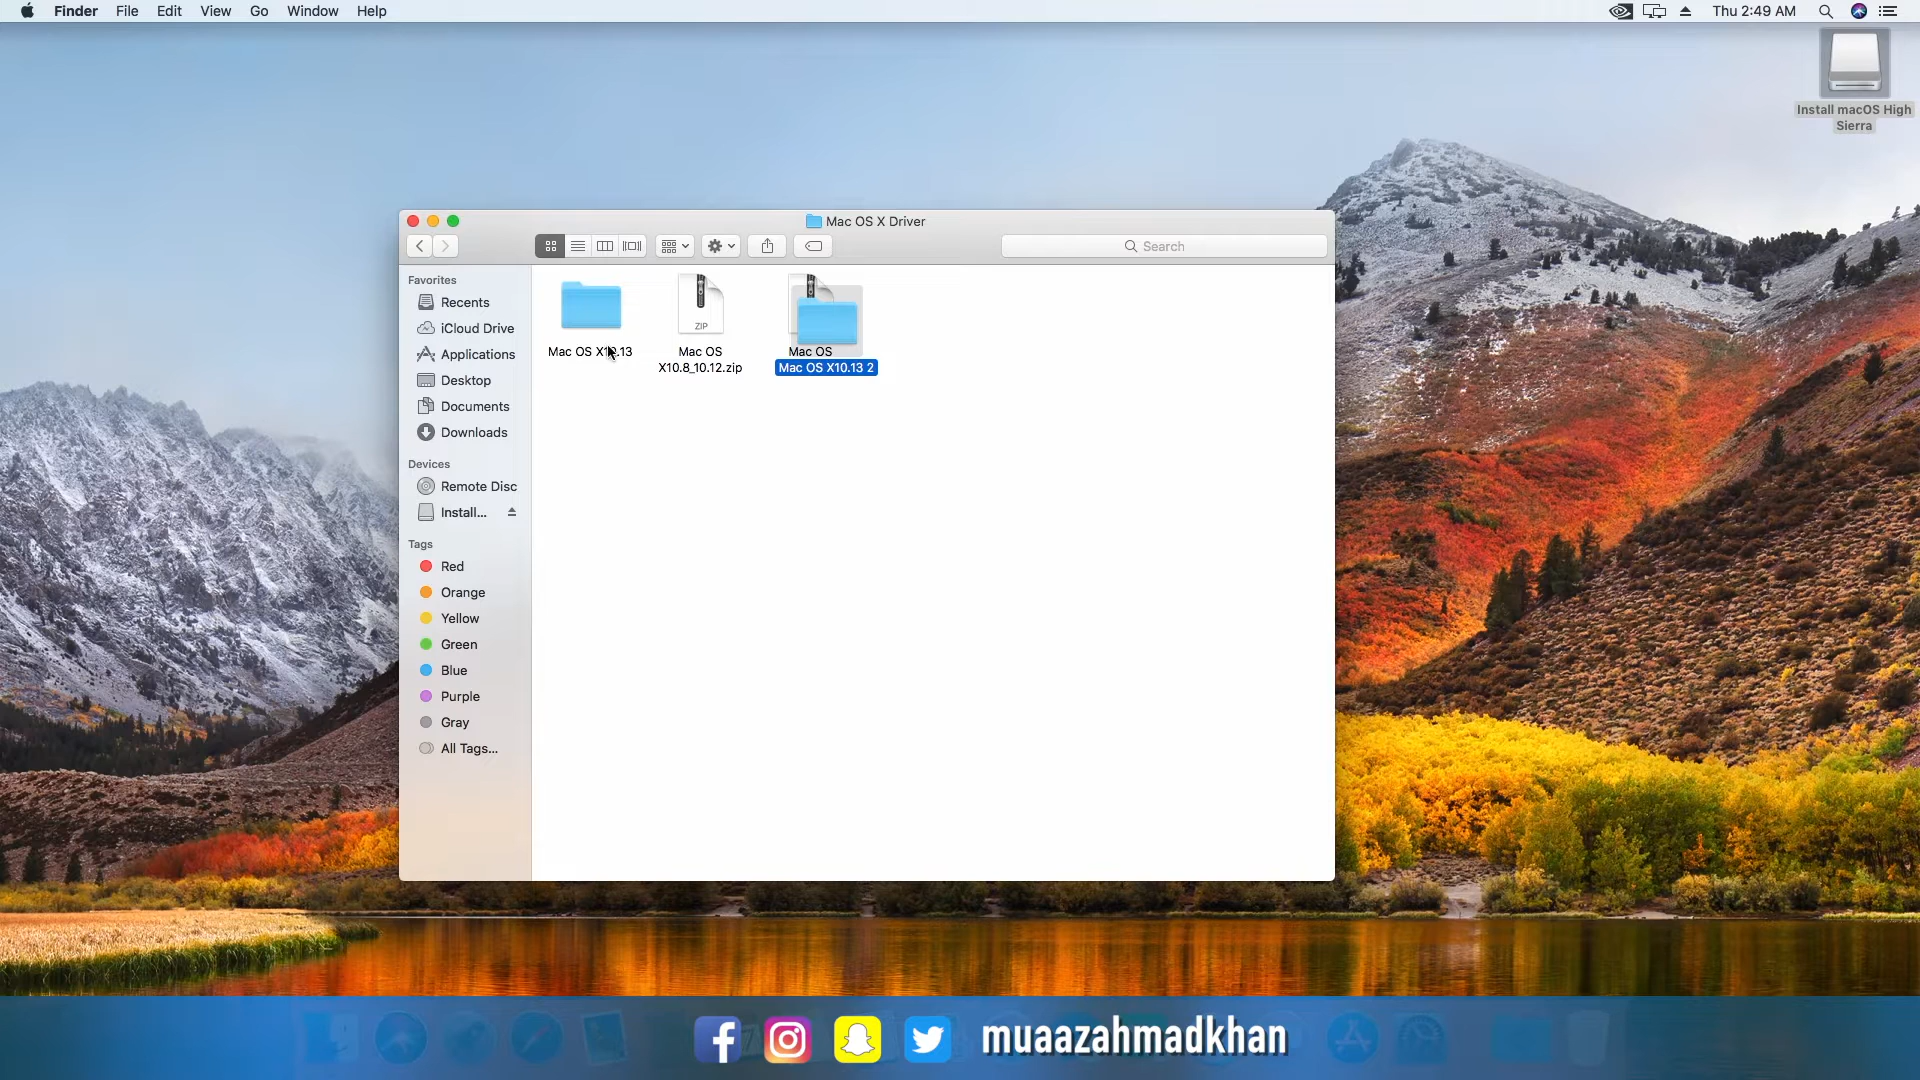 Finder File Edit View Go Window Help
Thu 2:49 AM
Install macOS High
Sierra
Mac OS X Driver
Search
Favorites
Recents
iCloud Drive
Applications
Desktop
Documents
Downloads
Devices
Remote Disc
Install...
Tags
Red
Orange
Yellow
Green
Blue
Purple
Gray
All Tags...
Mac OS X10.13
ZIP
Mac OS
X10.8_10.12.zip
Mac OS
Mac OS X10.13 2
muaazahmadkhan